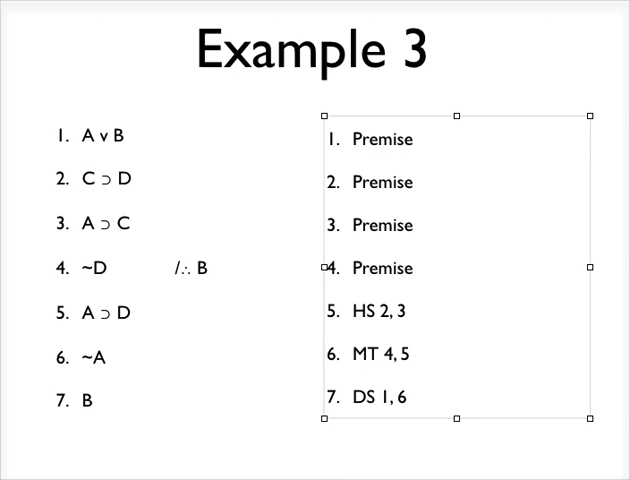 Example 3
1. A v B
2. C ⊃ D
3. A ⊃ C
4. ~D /∴ B
5. A ⊃ D
6. ~A
7. B
1. Premise
2. Premise
3. Premise
4. Premise
5. HS 2, 3
6. MT 4, 5
7. DS 1, 6